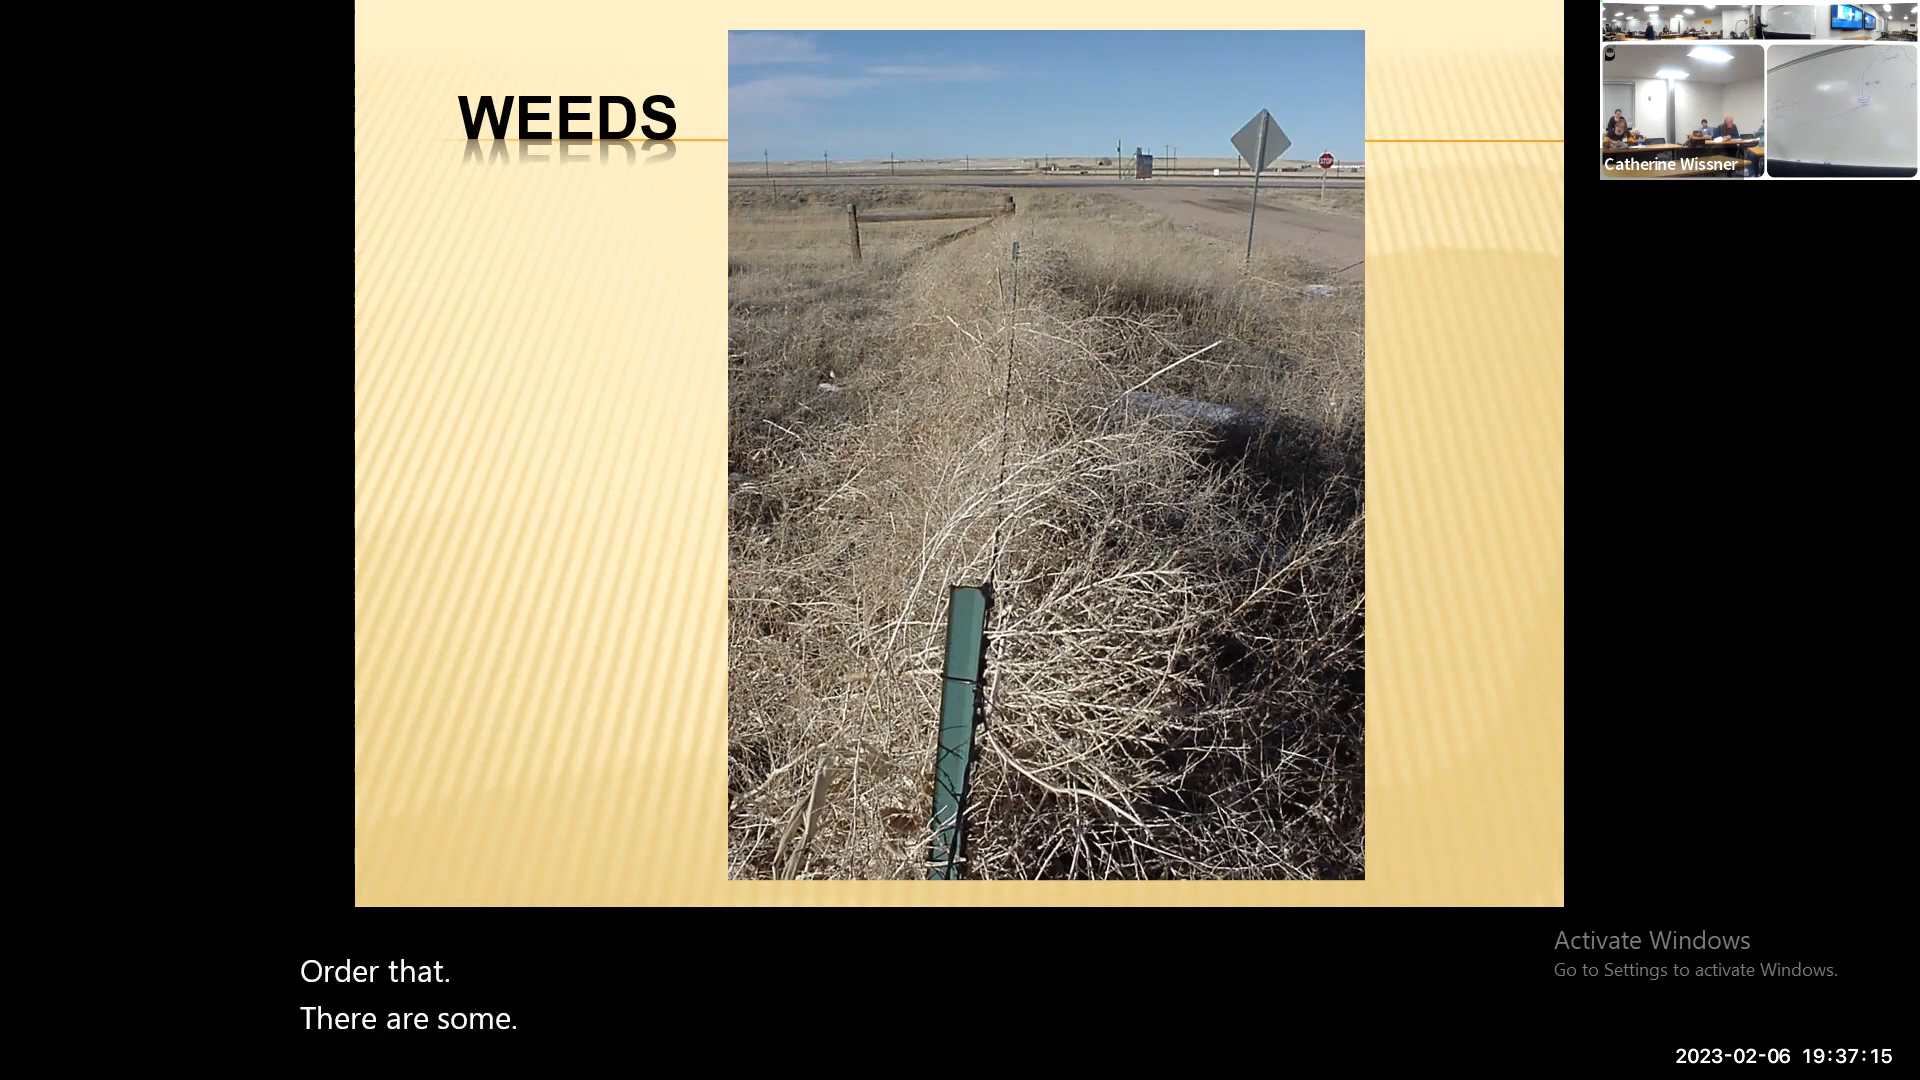 WEEDS
STOP
Catherine Wissner
Order that.
There are some.
Activate Windows
Go to Settings to activate Windows.
2023-02-06 19:37:15